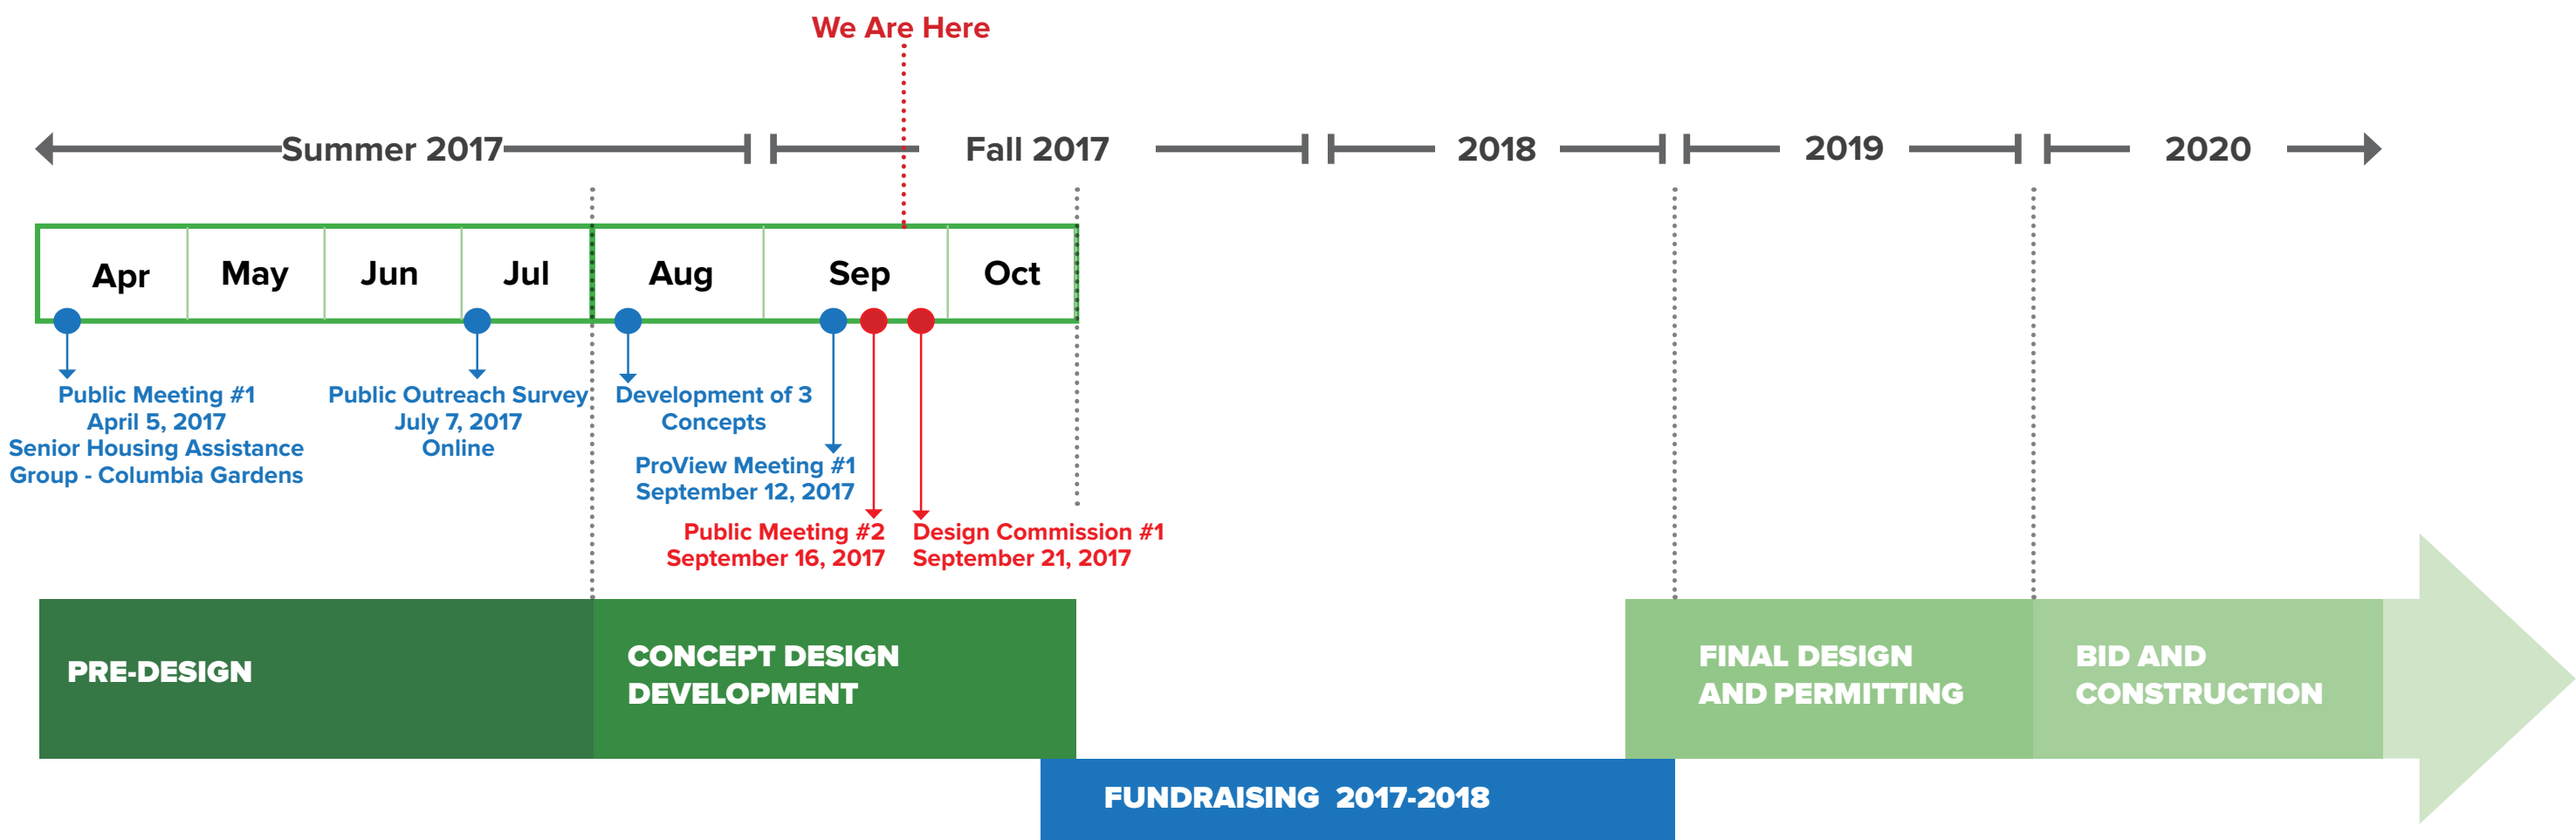 We Are Here
Summer 2017
Fall 2017
2018
2019
2020
Apr
May
Jun
Jul
Aug
Sep
Oct
Public Meeting #1
April 5, 2017
Senior Housing Assistance
Group - Columbia Gardens
Public Outreach Survey
July 7, 2017
Online
Development of 3
Concepts
ProView Meeting #1
September 12, 2017
Public Meeting #2
September 16, 2017
Design Commission #1
September 21, 2017
PRE-DESIGN
CONCEPT DESIGN
DEVELOPMENT
FINAL DESIGN
AND PERMITTING
BID AND
CONSTRUCTION
FUNDRAISING 2017-2018